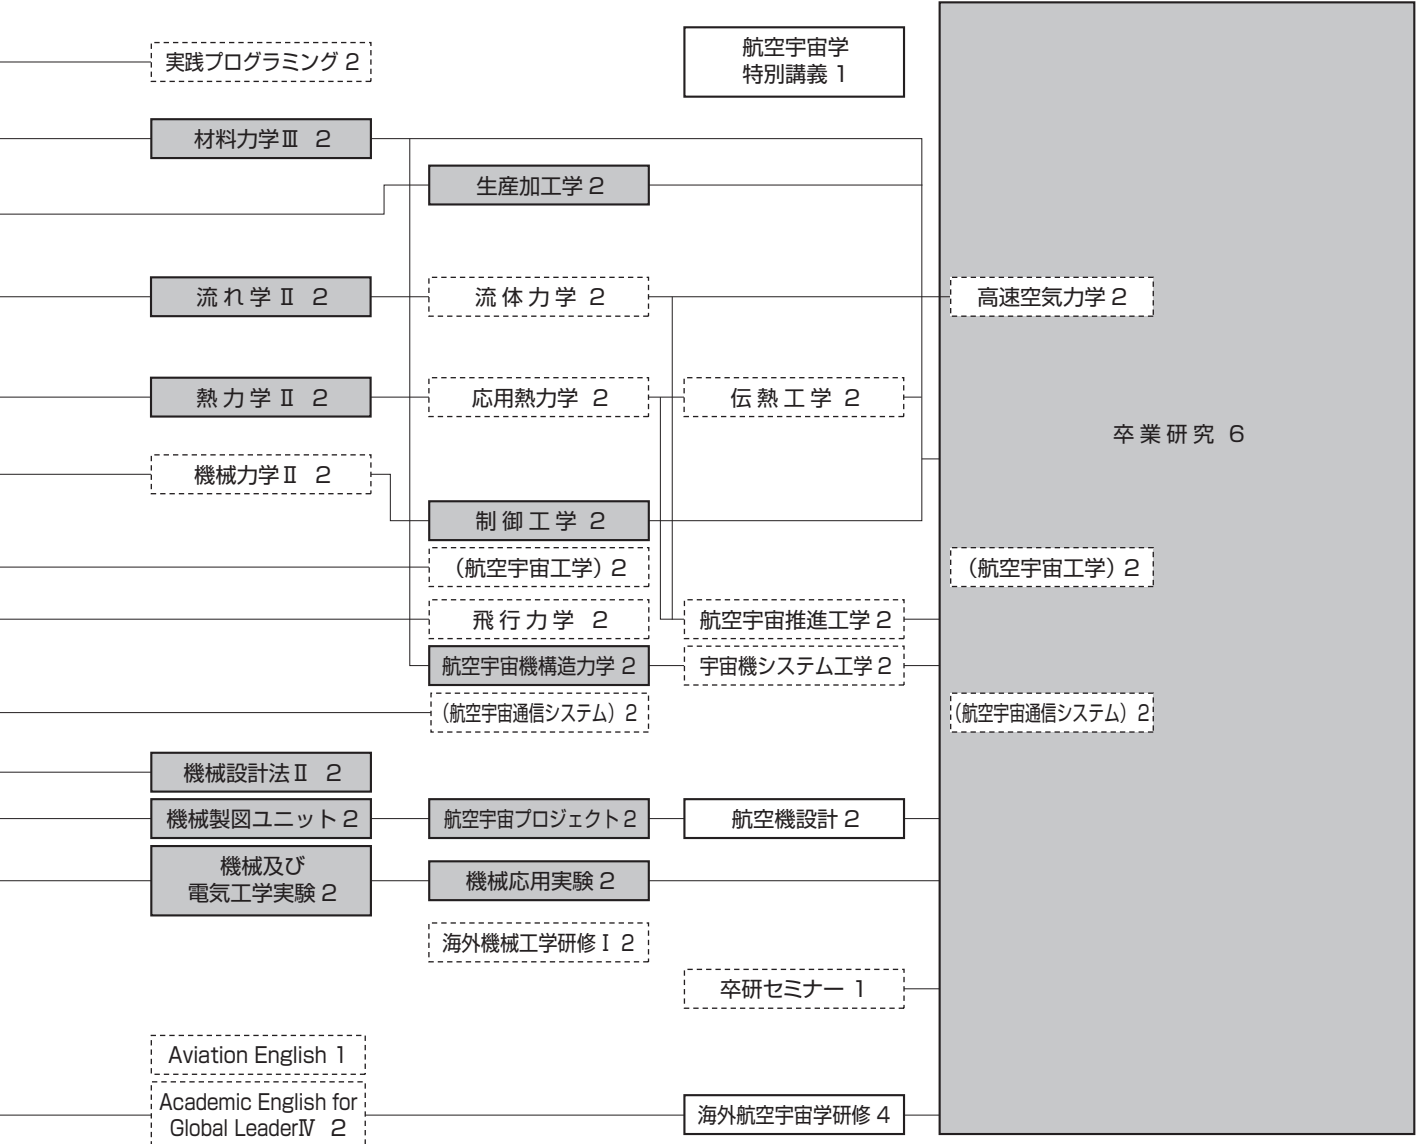 実践プログラミング 2
航空宇宙学
特別講義 1
材料力学Ⅲ 2
生産加工学 2
流れ学Ⅱ 2
流体力学 2
高速空気力学 2
熱力学Ⅱ 2
応用熱力学 2
伝熱工学 2
卒業研究 6
機械力学Ⅱ 2
制御工学 2
（航空宇宙工学）2
（航空宇宙工学）2
飛行力学 2
航空宇宙推進工学 2
航空宇宙機構造力学 2
宇宙機システム工学 2
（航空宇宙通信システム）2
（航空宇宙通信システム）2
機械設計法Ⅱ 2
機械製図ユニット 2
航空宇宙プロジェクト 2
航空機設計 2
機械及び
電気工学実験 2
機械応用実験 2
海外機械工学研修Ⅰ 2
卒研セミナー 1
Aviation English 1
Academic English for
Global LeaderⅣ 2
海外航空宇宙学研修 4